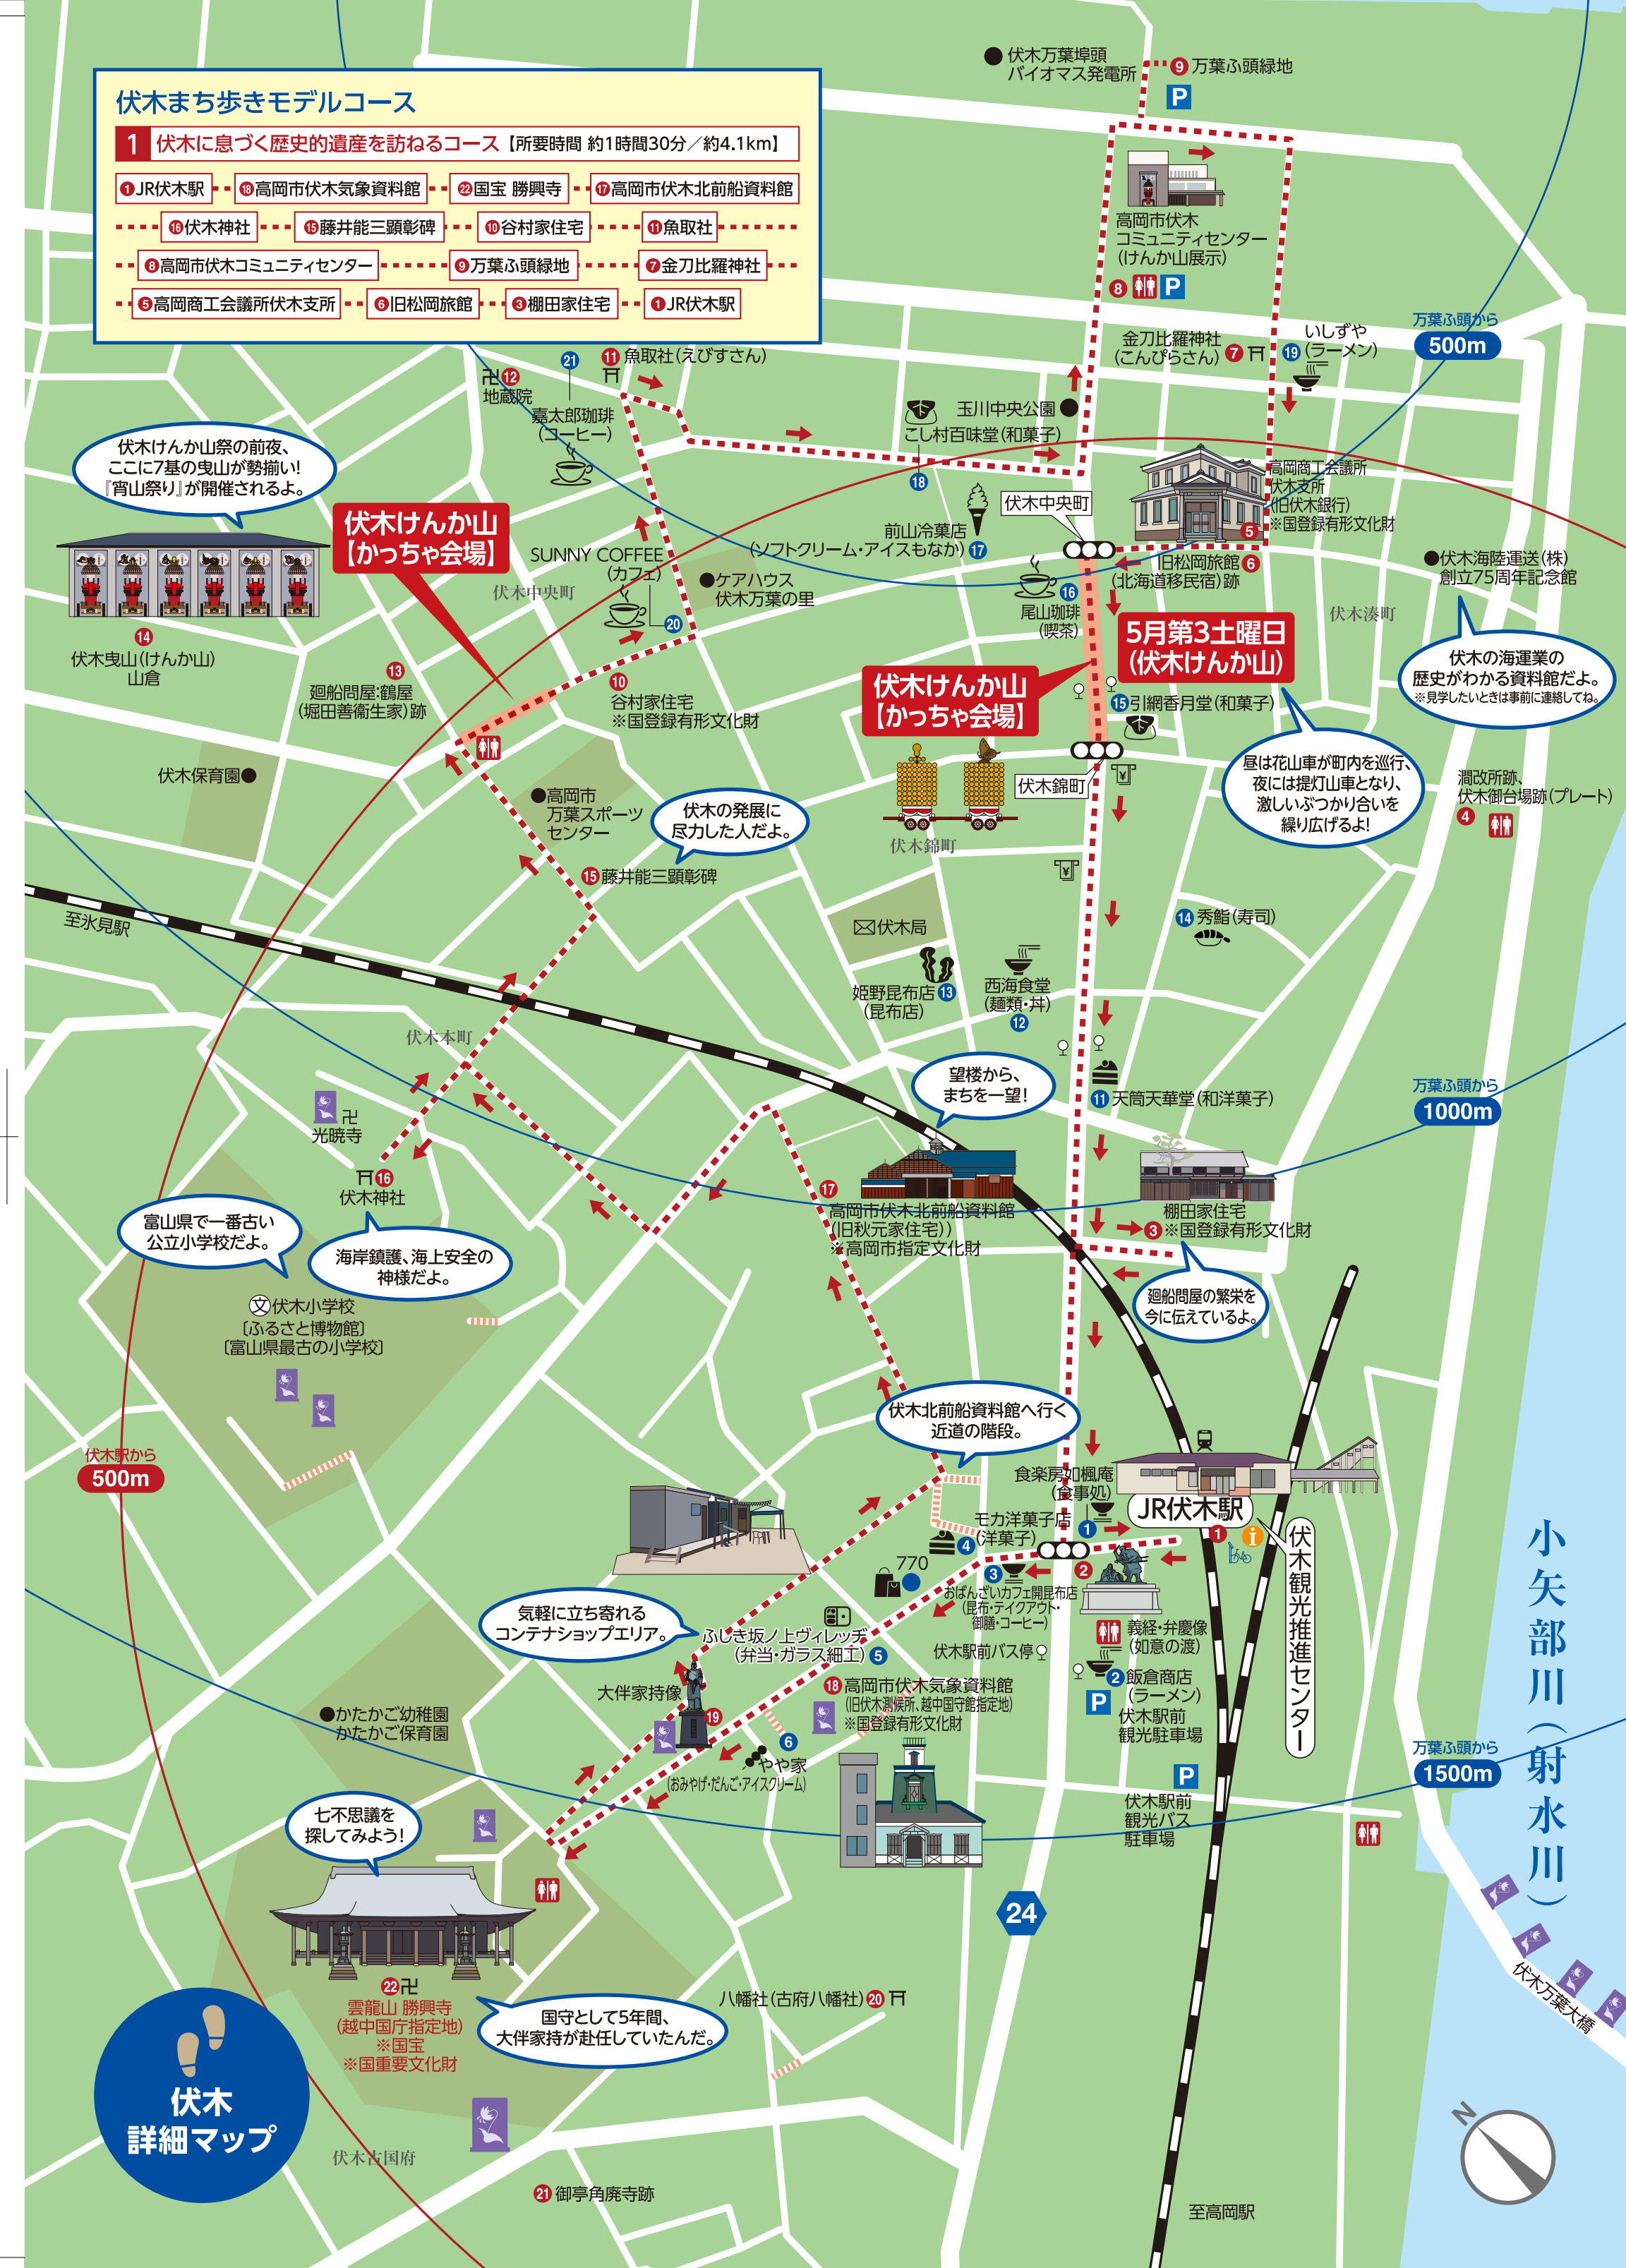 伏木まち歩きモデルコース
1 伏木に息づく歴史的遺産を訪ねるコース【所要時間 約1時間30分／約4.1km】
❶JR伏木駅 ⓲高岡市伏木気象資料館 ㉒国宝 勝興寺 ⓱高岡市伏木北前船資料館
⓰伏木神社 ⓯藤井能三顕彰碑 ❿谷村家住宅 ⓫魚取社
❽高岡市伏木コミュニティセンター ❾万葉ふ頭緑地 ❼金刀比羅神社
❺高岡商工会議所伏木支所 ❻旧松岡旅館 ❸棚田家住宅 ❶JR伏木駅
●伏木万葉埠頭
バイオマス発電所
❾万葉ふ頭緑地
P
高岡市伏木
コミュニティセンター
(けんか山展示)
❽
P
金刀比羅神社
(こんぴらさん)❼
⓳いしずや
(ラーメン)
万葉ふ頭から
500m
21
⓫魚取社(えびすさん)
卍⓬
地蔵院
嘉太郎珈琲
(コーヒー)
玉川中央公園●
こし村百味堂(和菓子)
18
伏木けんか山祭の前夜、
ここに7基の曳山が勢揃い!
『宵山祭り』が開催されるよ。
伏木けんか山
【かっちゃ会場】
伏木中央町
高岡商工会議所
伏木支所
(旧伏木銀行)
※国登録有形文化財
5
前山冷菓店
(ソフトクリーム・アイスもなか)17
SUNNY COFFEE
(カフェ)
20
●ケアハウス
伏木万葉の里
伏木中央町
旧松岡旅館❻
(北海道移民宿)跡
16
尾山珈琲
(喫茶)
●伏木海陸運送(株)
創立75周年記念館
伏木湊町
⓮
伏木曳山(けんか山)
山倉
⓭
廻船問屋:鶴屋
(堀田善衞生家)跡
❿
谷村家住宅
※国登録有形文化財
5月第3土曜日
(伏木けんか山)
伏木けんか山
【かっちゃ会場】
伏木の海運業の
歴史がわかる資料館だよ。
※見学したいときは事前に連絡してね。
15引網香月堂(和菓子)
伏木錦町
伏木錦町
昼は花山車が町内を巡行、
夜には提灯山車となり、
激しいぶつかり合いを
繰り広げるよ!
澗改所跡、
伏木御台場跡(プレート)
❹
伏木保育園●
●高岡市
万葉スポーツ
センター
伏木の発展に
尽力した人だよ。
⓯藤井能三顕彰碑
至氷見駅
伏木局
14秀鮨(寿司)
姫野昆布店13
(昆布店)
西海食堂
(麺類・丼)
12
伏木本町
望楼から、
まちを一望!
11天筒天華堂(和洋菓子)
万葉ふ頭から
1000m
卍
光暁寺
⓰
伏木神社
富山県で一番古い
公立小学校だよ。
海岸鎮護、海上安全の
神様だよ。
⓱
高岡市伏木北前船資料館
(旧秋元家住宅))
※高岡市指定文化財
棚田家住宅
❸※国登録有形文化財
廻船問屋の繁栄を
今に伝えているよ。
文伏木小学校
〔ふるさと博物館〕
〔富山県最古の小学校〕
伏木駅から
500m
伏木北前船資料館へ行く
近道の階段。
食楽房如楓庵
(食事処)
1
JR伏木駅
1
i
モカ洋菓子店
(洋菓子)
4
770
3
おばんざいカフェ開昆布店
(昆布・テイクアウト・
御膳・コーヒー)
2
義経・弁慶像
(如意の渡)
伏木観光推進センター
小矢部川(射水川)
気軽に立ち寄れる
コンテナショップエリア。
ふしき坂ノ上ヴィレッヂ
(弁当・ガラス細工)5
伏木駅前バス停
2飯倉商店
(ラーメン)
P
伏木駅前
観光駐車場
大伴家持像
⓳
⓲高岡市伏木気象資料館
(旧伏木測候所、越中国守館指定地)
※国登録有形文化財
●かたかご幼稚園
かたかご保育園
6
やや家
(おみやげ・だんご・アイスクリーム)
P
伏木駅前
観光バス
駐車場
万葉ふ頭から
1500m
七不思議を
探してみよう!
24
㉒卍
雲龍山 勝興寺
(越中国庁指定地)
※国宝
※国重要文化財
国守として5年間、
大伴家持が赴任していたんだ。
八幡社(古府八幡社)⓴
伏木万葉大橋
伏木
詳細マップ
伏木古国府
㉑御亭角廃寺跡
至高岡駅
N